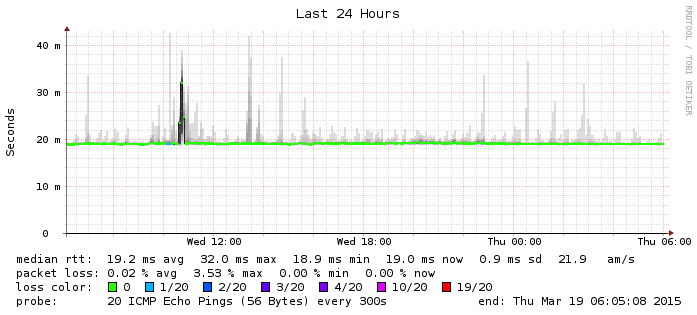 Last 24 Hours
RRDTOOL / TOBI OETIKER
Seconds
40 m
30 m
20 m
10 m
0
Wed 12:00 Wed 18:00 Thu 00:00 Thu 06:00
median rtt: 19.2 ms avg 32.0 ms max 18.9 ms min 19.0 ms now 0.9 ms sd 21.9 am/s
packet loss: 0.02 % avg 3.53 % max 0.00 % min 0.00 % now
loss color: 0 1/20 2/20 3/20 4/20 10/20 19/20
probe: 20 ICMP Echo Pings (56 Bytes) every 300s end: Thu Mar 19 06:05:08 2015